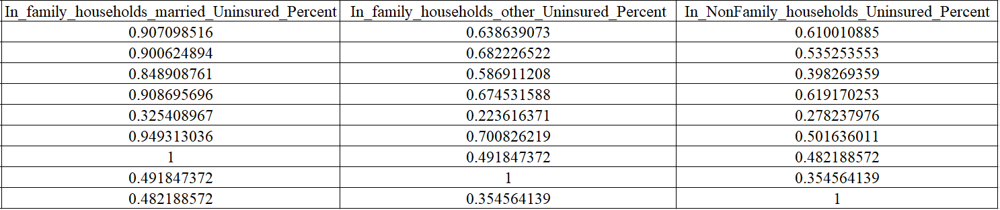 In_family_households_married_Uninsured_Percent In_family_households_other_Uninsured_Percent In_NonFamily_households_Uninsured_Percent
0.907098516 0.638639073 0.610010885
0.900624894 0.682226522 0.535253553
0.848908761 0.586911208 0.398269359
0.908695696 0.674531588 0.619170253
0.325408967 0.223616371 0.278237976
0.949313036 0.700826219 0.501636011
1 0.491847372 0.482188572
0.491847372 1 0.354564139
0.482188572 0.354564139 1